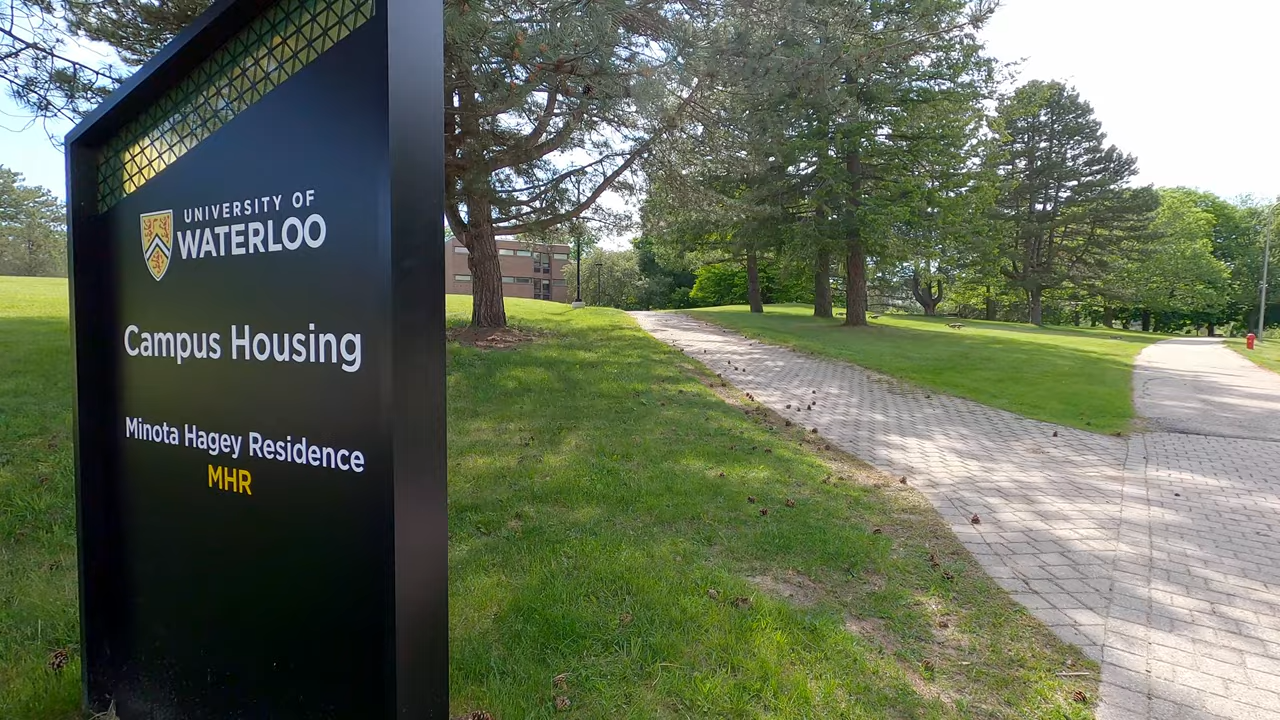 UNIVERSITY OF
WATERLOO
Campus Housing
Minota Hagey Residence
MHR